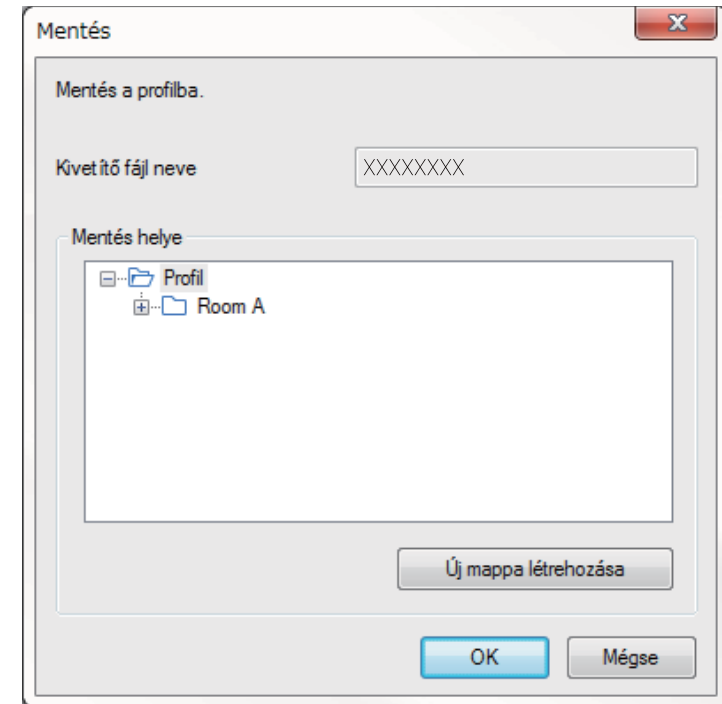 Mentés
Mentés a profilba.
Kivetítő fájl neve XXXXXXXX
Mentés helye
Profil
Room A
Új mappa létrehozása
OK Mégse